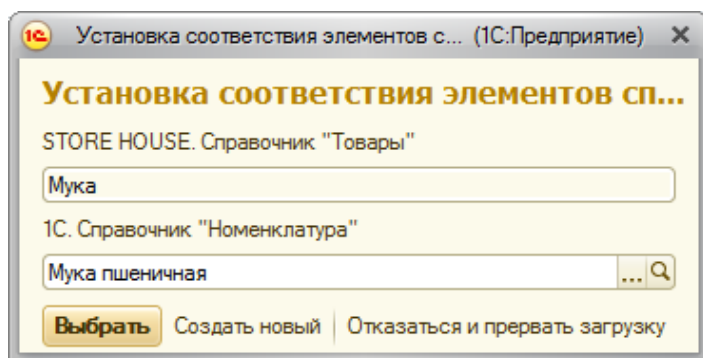 1С Установка соответствия элементов с... (1С:Предприятие)
Установка соответствия элементов сп...
STORE HOUSE. Справочник "Товары"
Мука
1С. Справочник "Номенклатура"
Мука пшеничная ...
Выбрать Создать новый Отказаться и прервать загрузку